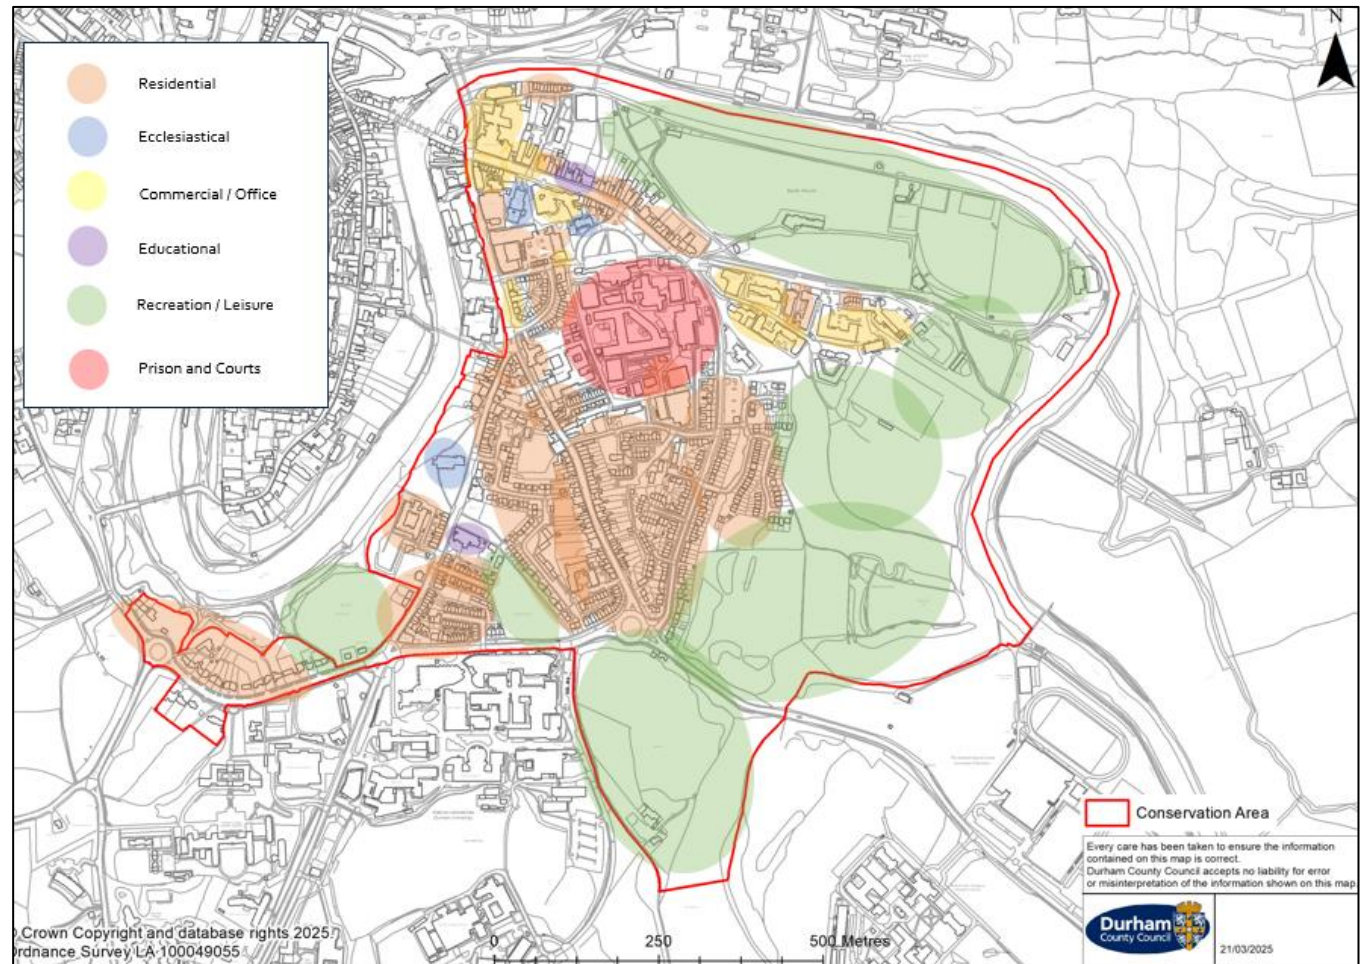 N
Residential
Ecclesiastical
Commercial / Office
Educational
Recreation / Leisure
Prison and Courts
Conservation Area
Every care has been taken to ensure the information
contained on this map is correct.
Durham County Council accepts no liability for error
or misinterpretation of the information shown on this map.
Durham
County Council
21/03/2025
Crown Copyright and database rights 2025.
Ordnance Survey LA 100049055
0 250 500 Metres